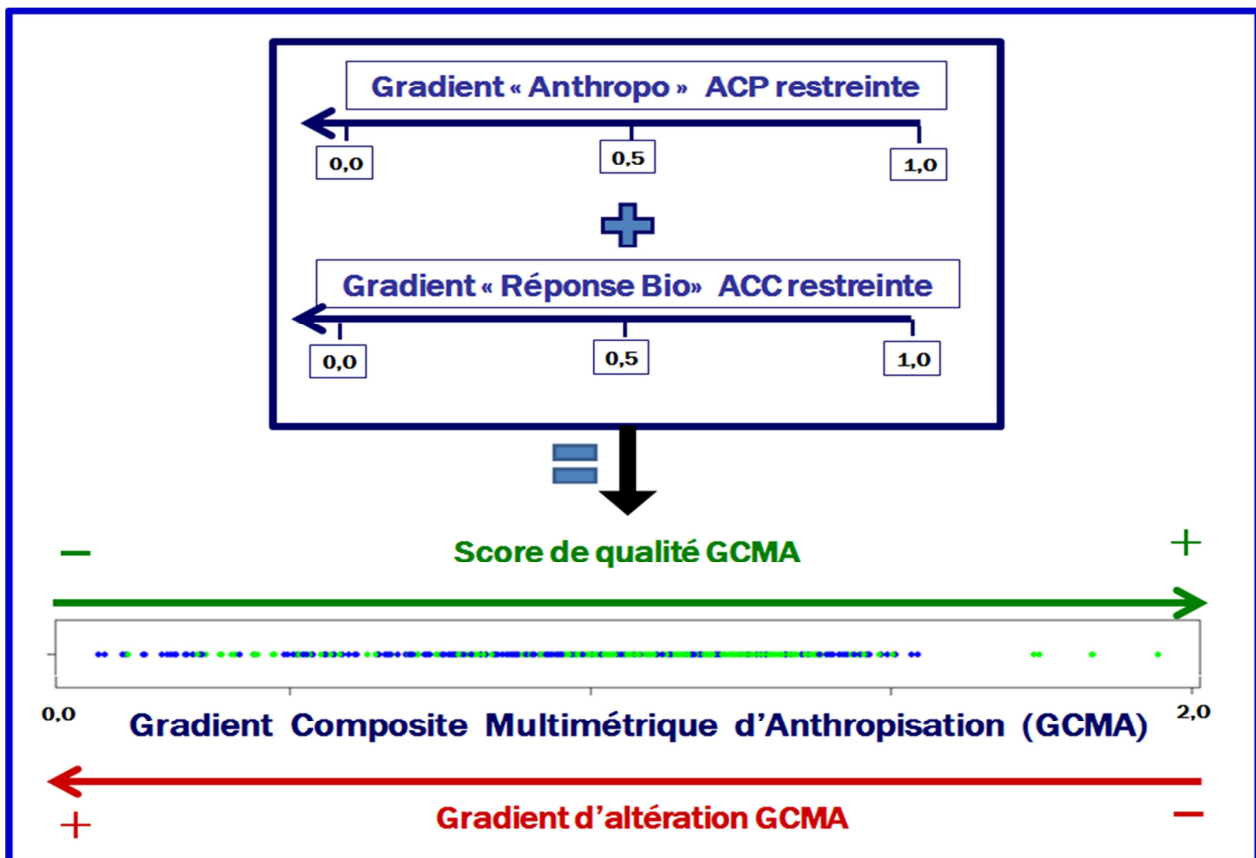 Gradient « Anthropo » ACP restreinte
0,0 0,5 1,0
Gradient « Réponse Bio» ACC restreinte
0,0 0,5 1,0
Score de qualité GCMA
0,0 2,0
Gradient Composite Multimétrique d'Anthropisation (GCMA)
Gradient d'altération GCMA